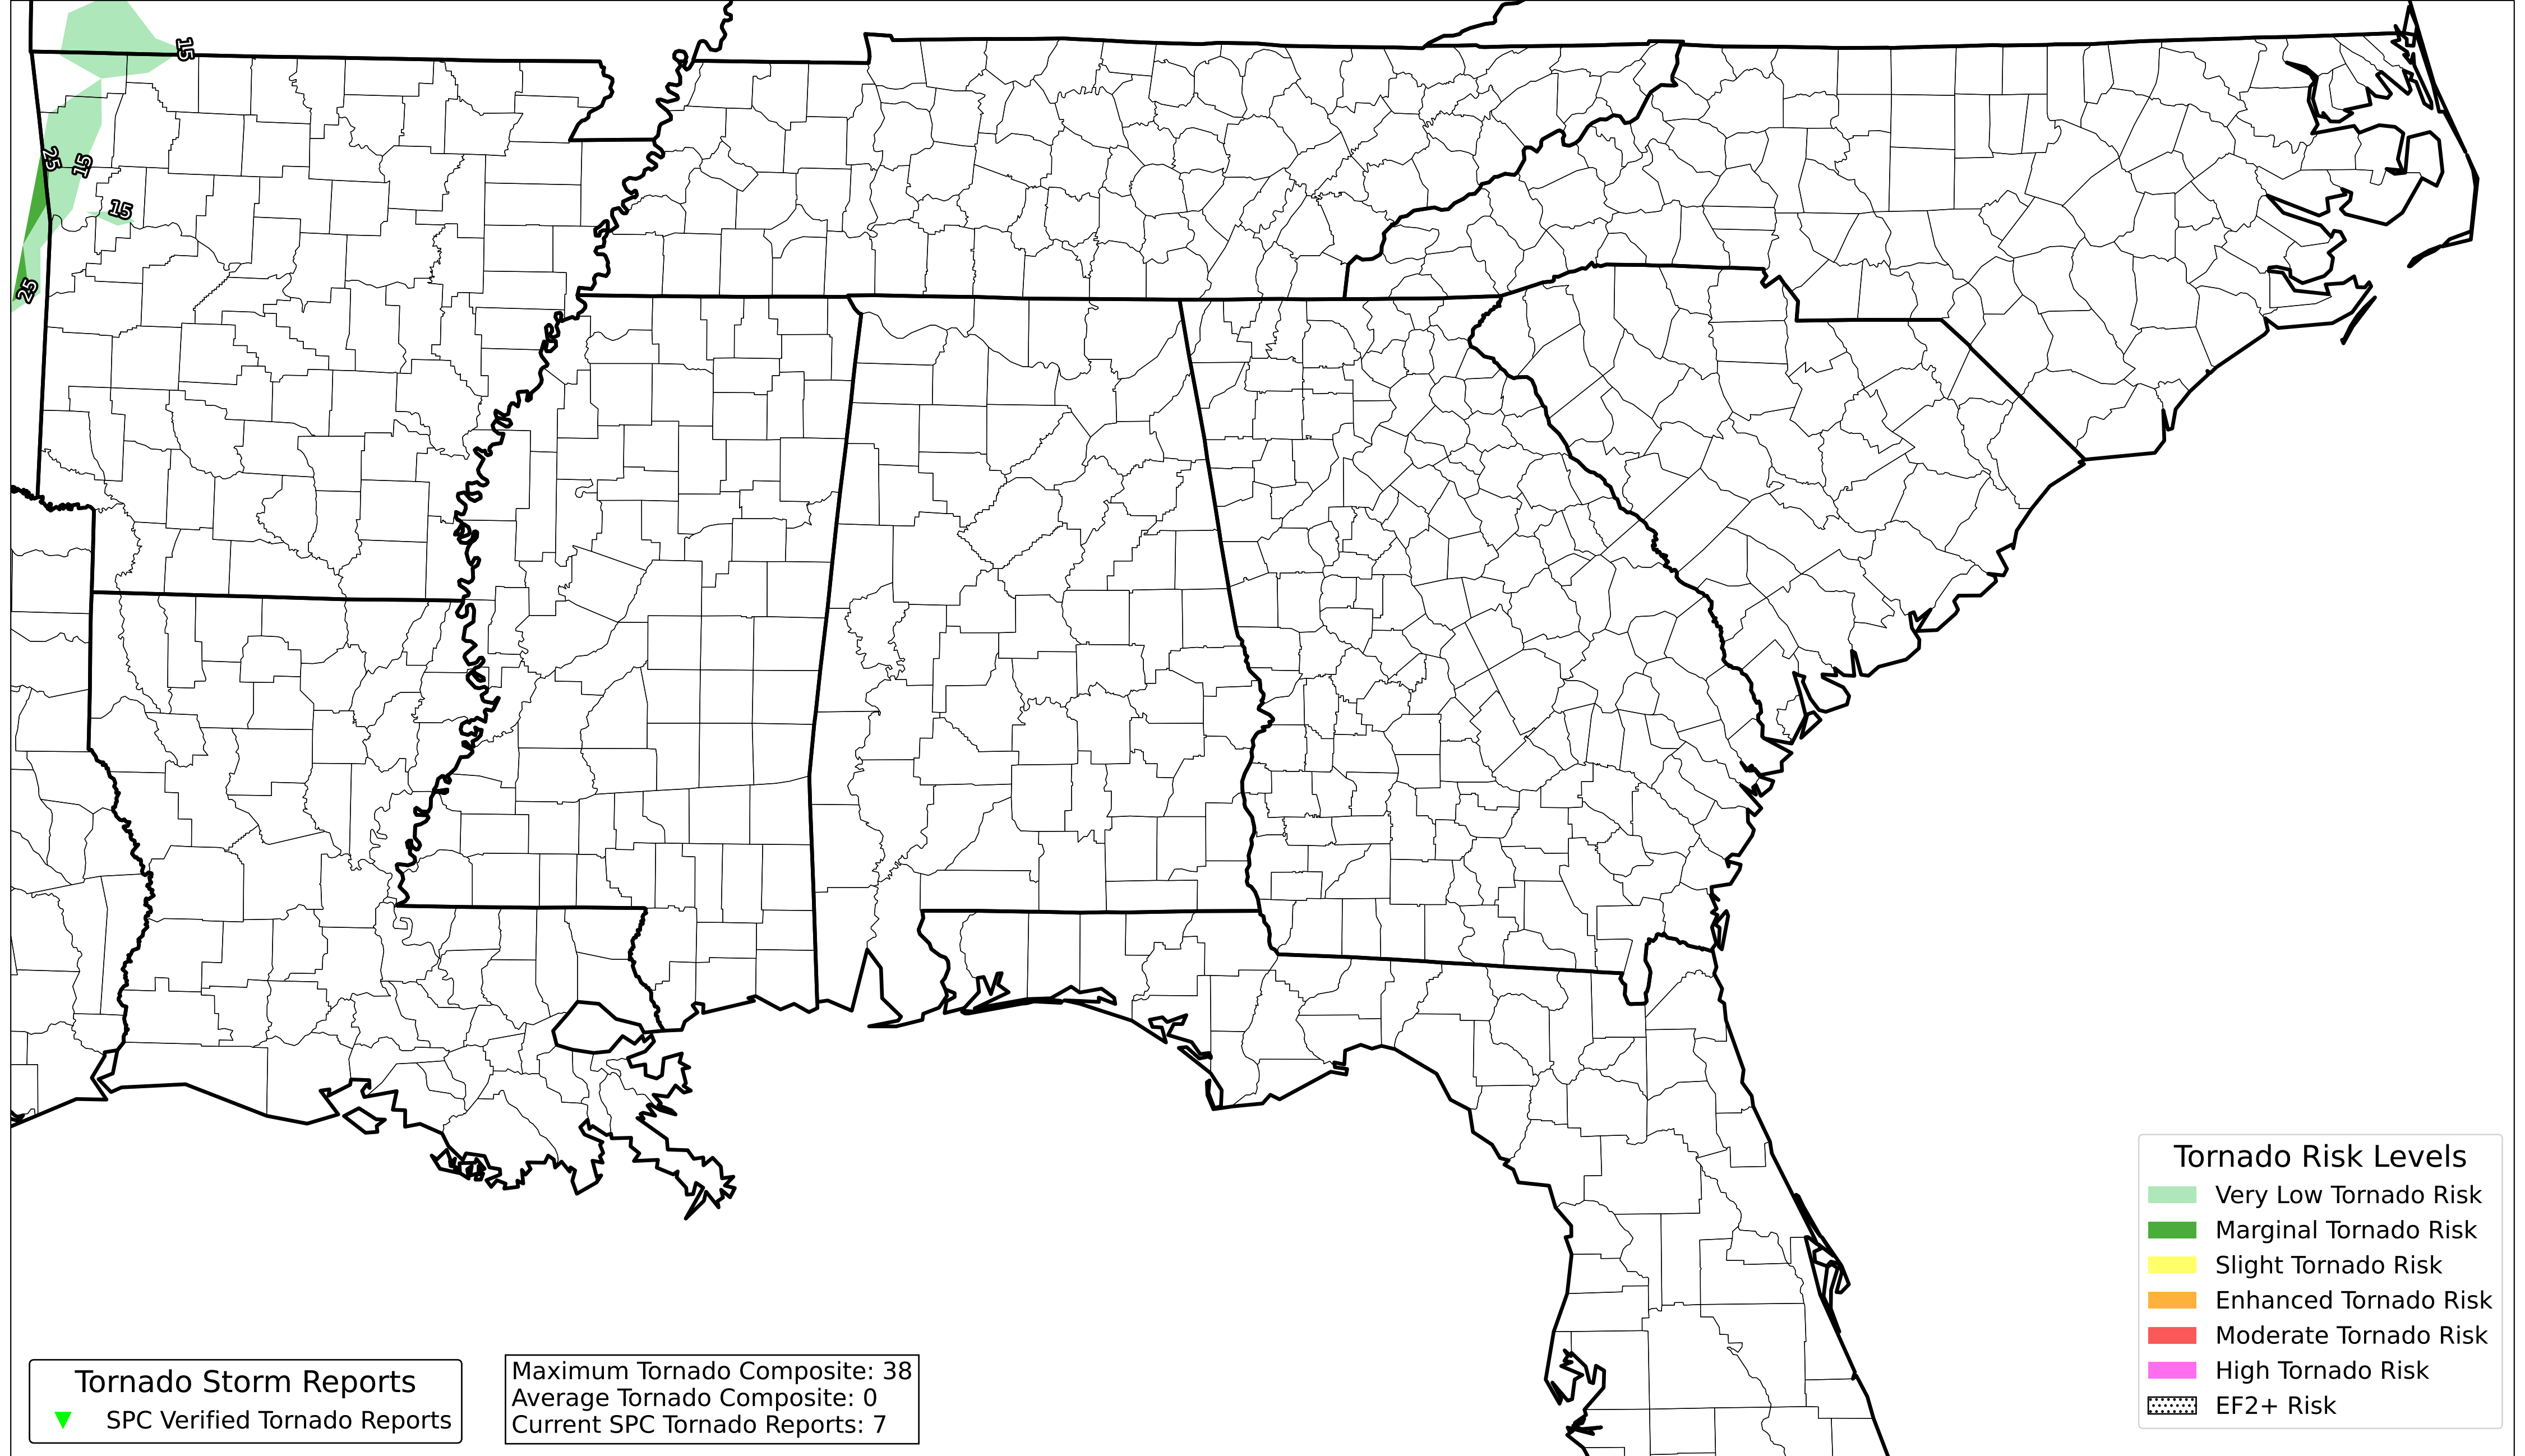 15
25
15
15
25
Tornado Risk Levels
Very Low Tornado Risk
Marginal Tornado Risk
Slight Tornado Risk
Enhanced Tornado Risk
Moderate Tornado Risk
High Tornado Risk
EF2+ Risk
Tornado Storm Reports
SPC Verified Tornado Reports
Maximum Tornado Composite: 38
Average Tornado Composite: 0
Current SPC Tornado Reports: 7